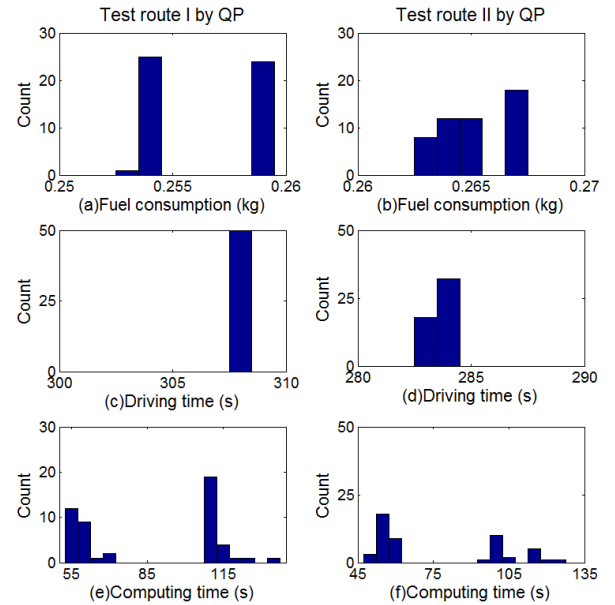 Test route I by QP
Test route II by QP
30
20
10
0
Count
0.25
0.255
0.26
(a)Fuel consumption (kg)
30
20
10
0
Count
0.26
0.265
0.27
(b)Fuel consumption (kg)
50
25
0
Count
300
305
310
(c)Driving time (s)
50
25
0
Count
280
285
290
(d)Driving time (s)
30
20
10
0
Count
55
85
115
(e)Computing time (s)
50
25
0
Count
45
75
105
135
(f)Computing time (s)